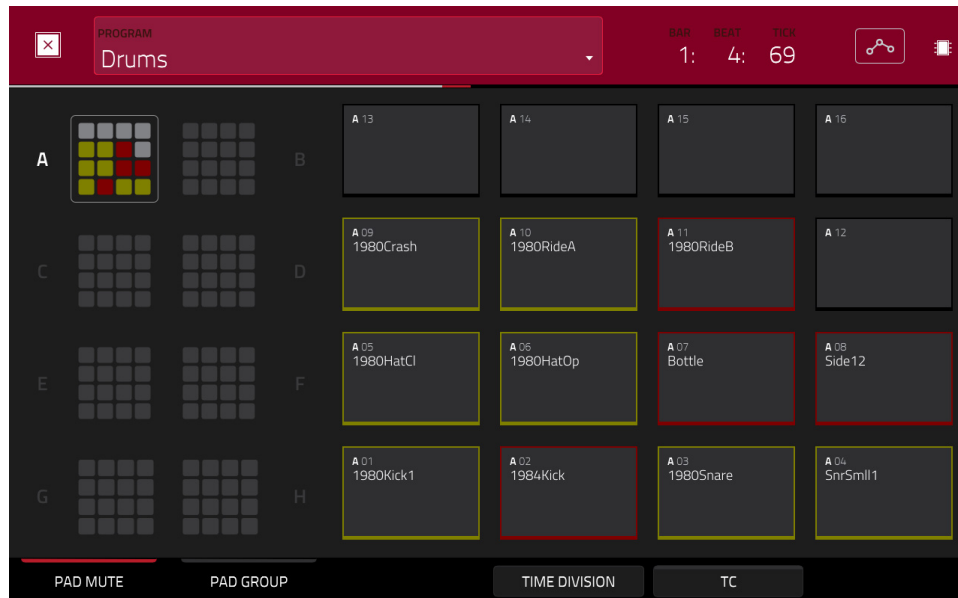 PROGRAM
Drums
BAR BEAT TICK
1: 4: 69
A B
A 13 A 14 A 15 A 16
C D
A 09 A 10 A 11 A 12
1980Crash 1980RideA 1980RideB
E F
A 05 A 06 A 07 A 08
1980HatCl 1980HatOp Bottle Side12
G H
A 01 A 02 A 03 A 04
1980Kick1 1984Kick 1980Snare SnrSmll1
PAD MUTE PAD GROUP TIME DIVISION TC